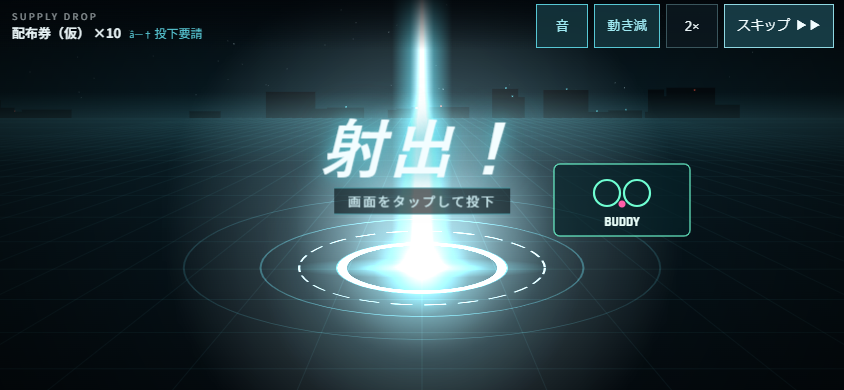 SUPPLY DROP
配布券（仮） ×10 â—† 投下要請
音
動き減
2×
スキップ ▶▶
射出！
画面をタップして投下
BUDDY